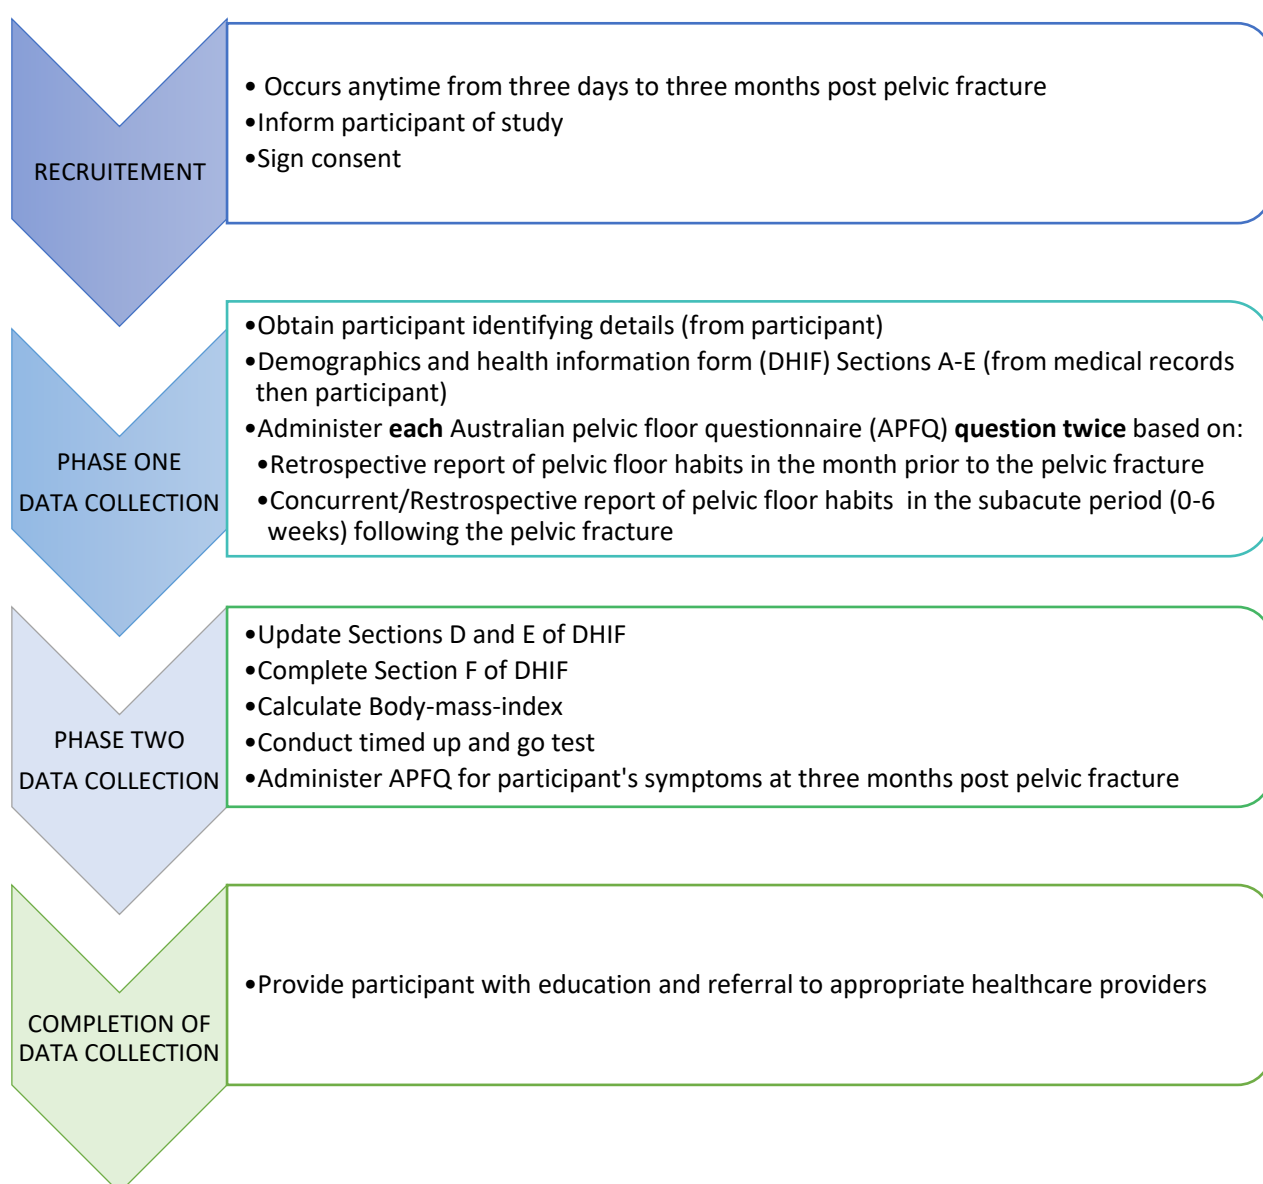 RECRUITEMENT
• Occurs anytime from three days to three months post pelvic fracture
•Inform participant of study
•Sign consent
PHASE ONE
DATA COLLECTION
•Obtain participant identifying details (from participant)
•Demographics and health information form (DHIF) Sections A-E (from medical records
then participant)
•Administer each Australian pelvic floor questionnaire (APFQ) question twice based on:
•Retrospective report of pelvic floor habits in the month prior to the pelvic fracture
•Concurrent/Restrospective report of pelvic floor habits in the subacute period (0-6
weeks) following the pelvic fracture
PHASE TWO
DATA COLLECTION
•Update Sections D and E of DHIF
•Complete Section F of DHIF
•Calculate Body-mass-index
•Conduct timed up and go test
•Administer APFQ for participant's symptoms at three months post pelvic fracture
COMPLETION OF
DATA COLLECTION
•Provide participant with education and referral to appropriate healthcare providers